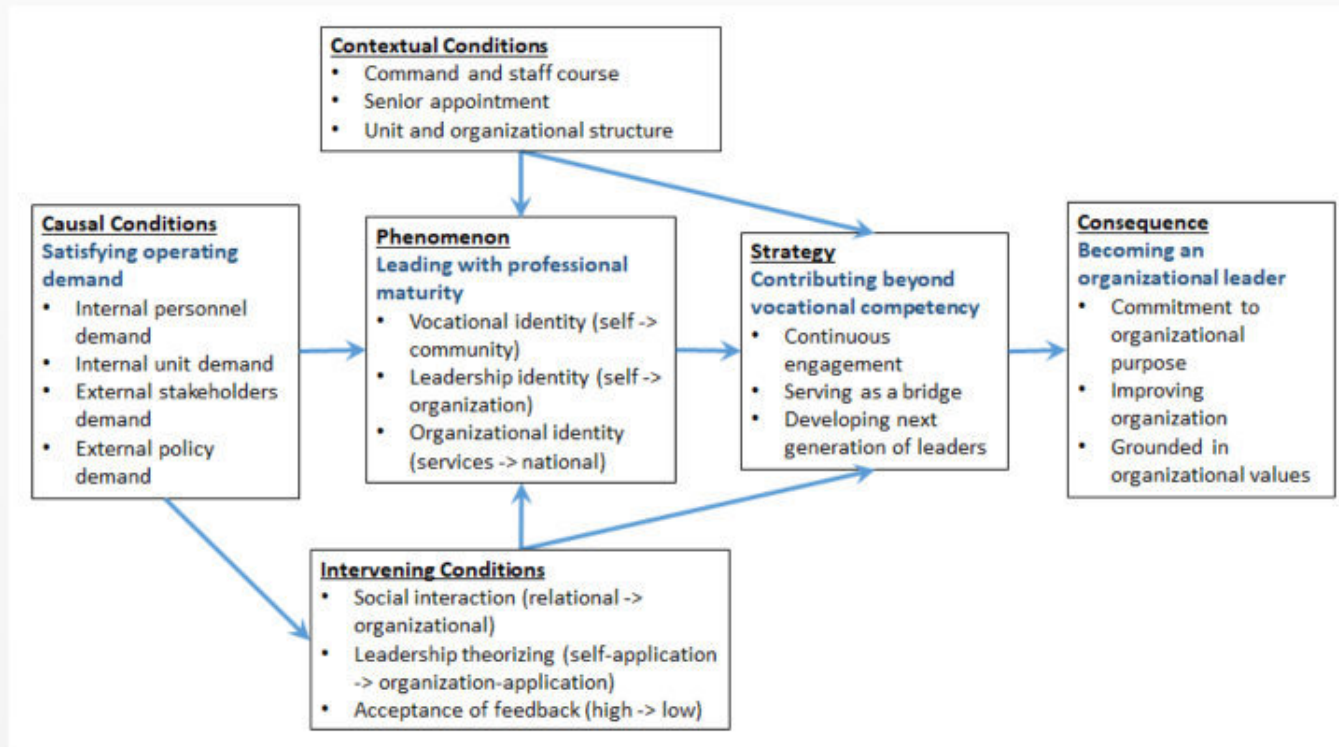 Contextual Conditions
• Command and staff course
• Senior appointment
• Unit and organizational structure
Causal Conditions
Satisfying operating
demand
• Internal personnel
demand
• Internal unit demand
• External stakeholders
demand
• External policy
demand
Phenomenon
Leading with professional
maturity
• Vocational identity (self ->
community)
• Leadership identity (self ->
organization)
• Organizational identity
(services -> national)
Strategy
Contributing beyond
vocational competency
• Continuous
engagement
• Serving as a bridge
• Developing next
generation of leaders
Consequence
Becoming an
organizational leader
• Commitment to
organizational
purpose
• Improving
organization
• Grounded in
organizational values
Intervening Conditions
• Social interaction (relational ->
organizational)
• Leadership theorizing (self-application
-> organization-application)
• Acceptance of feedback (high -> low)